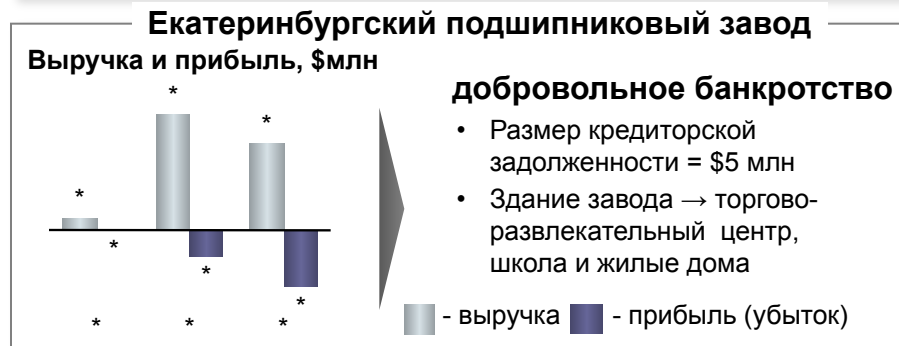 Екатеринбургский подшипниковый завод
Выручка и прибыль, $млн
*
*
*
*
*
*
*
*
*
добровольное банкротство
• Размер кредиторской
задолженности = $5 млн
• Здание завода → торгово-
развлекательный центр,
школа и жилые дома
- выручка - прибыль (убыток)